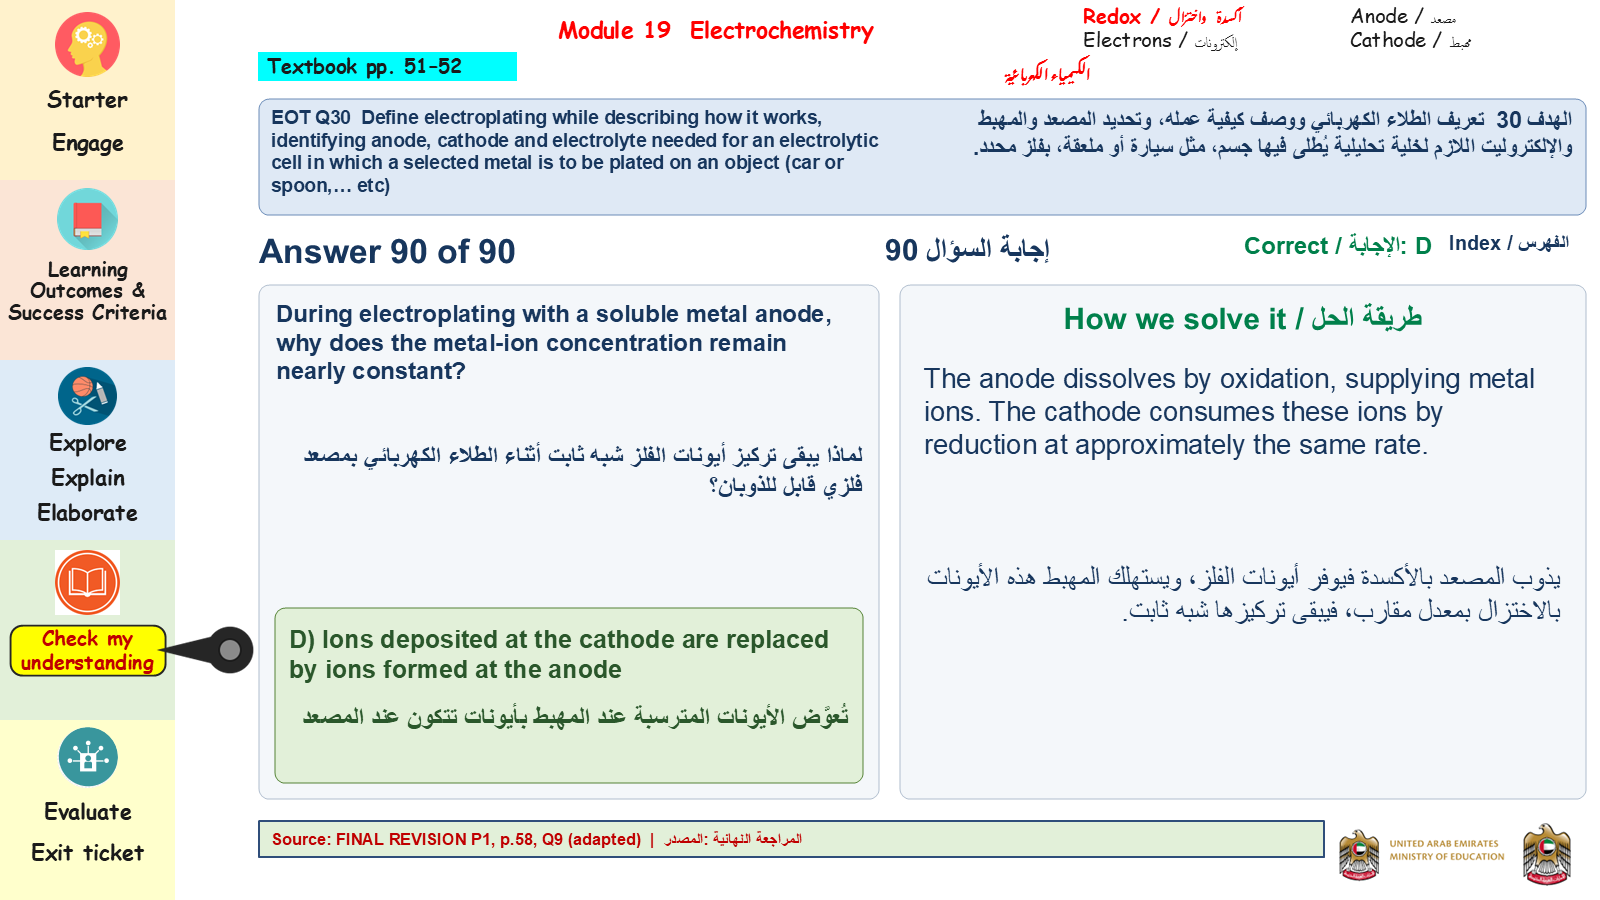 Starter
Engage
Learning
Outcomes &
Success Criteria
Explore
Explain
Elaborate
Check my
understanding
Evaluate
Exit ticket
Module 19  Electrochemistry
Redox / أكسدة واختزال
Electrons / إلكترونات
Anode / مصعد
Cathode / مهبط
Textbook pp. 51-52
الكيمياء الكهربائية
EOT Q30  Define electroplating while describing how it works,
identifying anode, cathode and electrolyte needed for an electrolytic
cell in which a selected metal is to be plated on an object (car or
spoon,... etc)
الهدف 30  تعريف الطلاء الكهربائي ووصف كيفية عمله، وتحديد المصعد والمهبط
والإلكتروليت اللازم لخلية تحليلية يُطلى فيها جسم، مثل سيارة أو ملعقة، بفلز محدد.
Answer 90 of 90
إجابة السؤال 90
Correct / الإجابة: D
Index / الفهرس
During electroplating with a soluble metal anode,
why does the metal-ion concentration remain
nearly constant?
لماذا يبقى تركيز أيونات الفلز شبه ثابت أثناء الطلاء الكهربائي بمصعد
فلزي قابل للذوبان؟
D) Ions deposited at the cathode are replaced
by ions formed at the anode
تُعوَّض الأيونات المترسبة عند المهبط بأيونات تتكون عند المصعد
How we solve it / طريقة الحل
The anode dissolves by oxidation, supplying metal
ions. The cathode consumes these ions by
reduction at approximately the same rate.
يذوب المصعد بالأكسدة فيوفر أيونات الفلز، ويستهلك المهبط هذه الأيونات
بالاختزال بمعدل مقارب، فيبقى تركيزها شبه ثابت.
Source: FINAL REVISION P1, p.58, Q9 (adapted)  |  المراجعة النهائية :المصدر
UNITED ARAB EMIRATES
MINISTRY OF EDUCATION